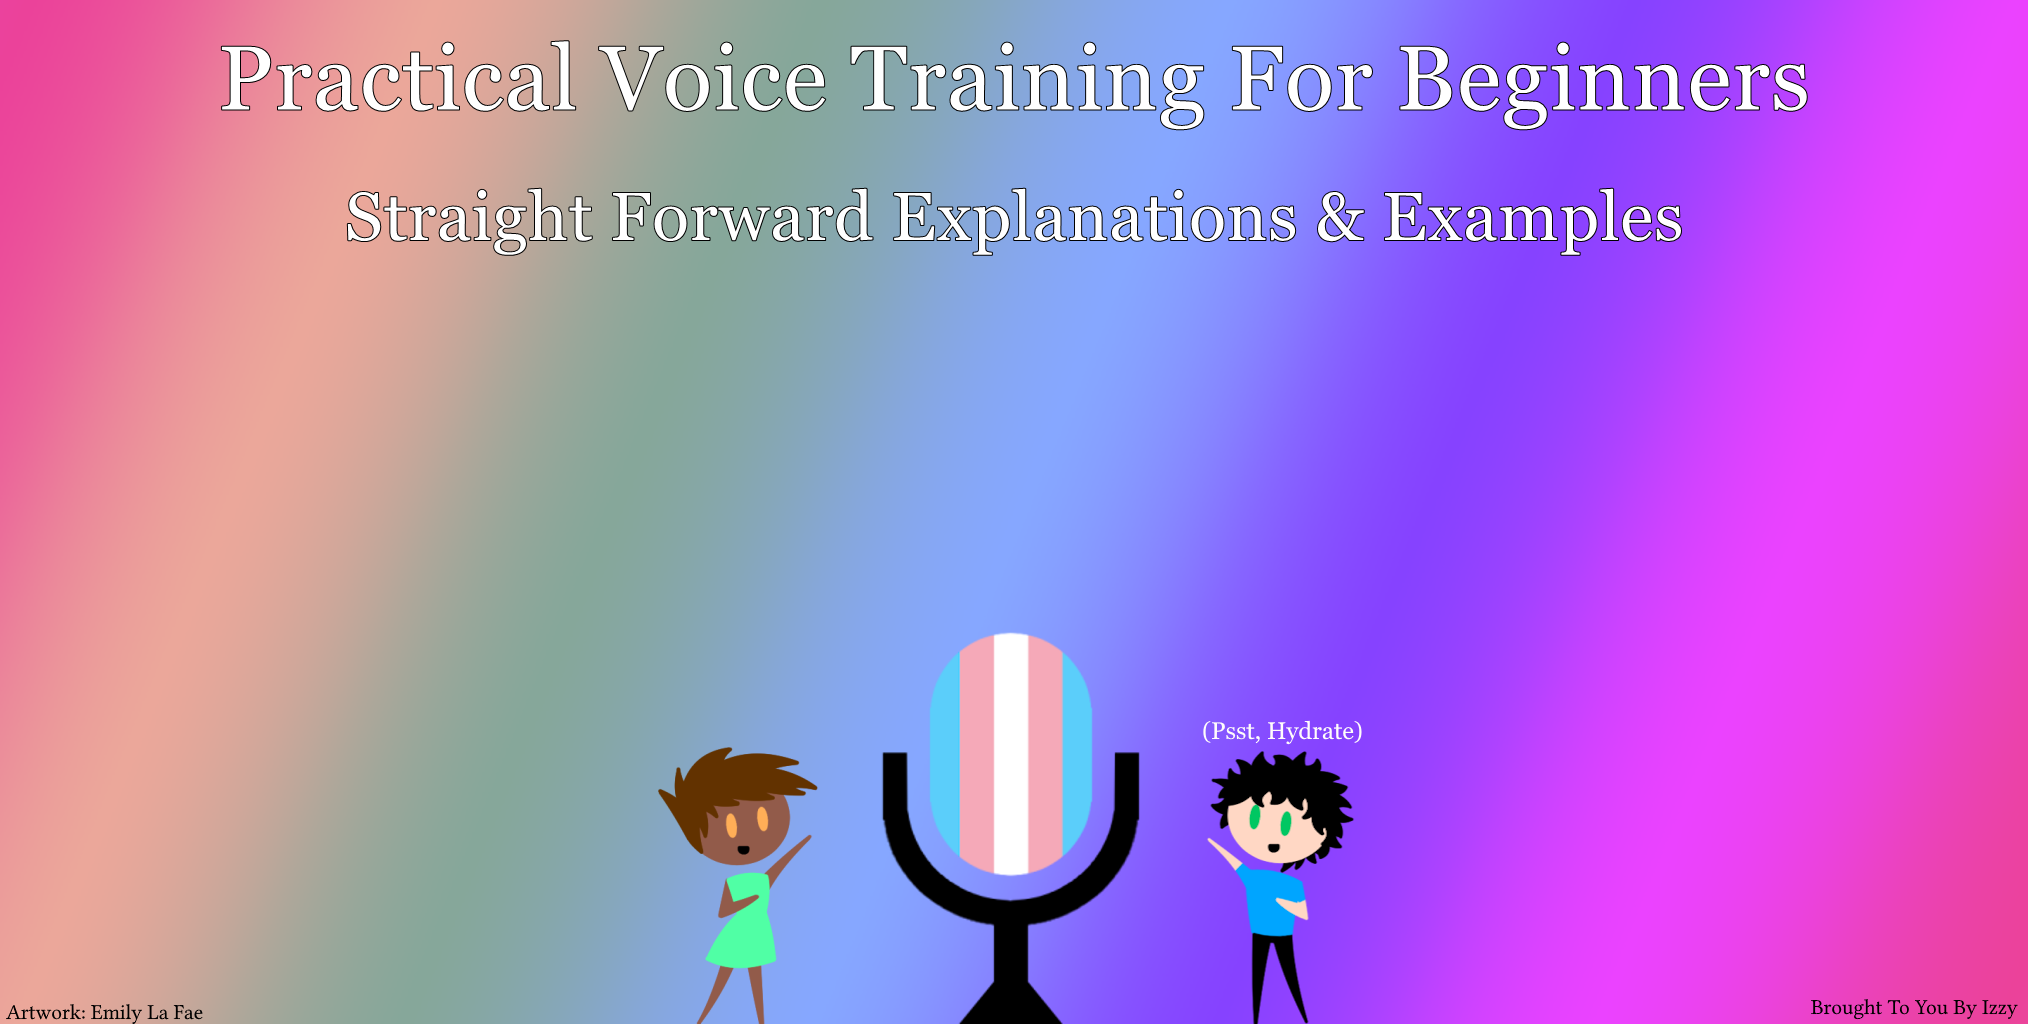 Practical Voice Training For Beginners
Straight Forward Explanations & Examples
(Psst, Hydrate)
Artwork: Emily La Fae
Brought To You By Izzy